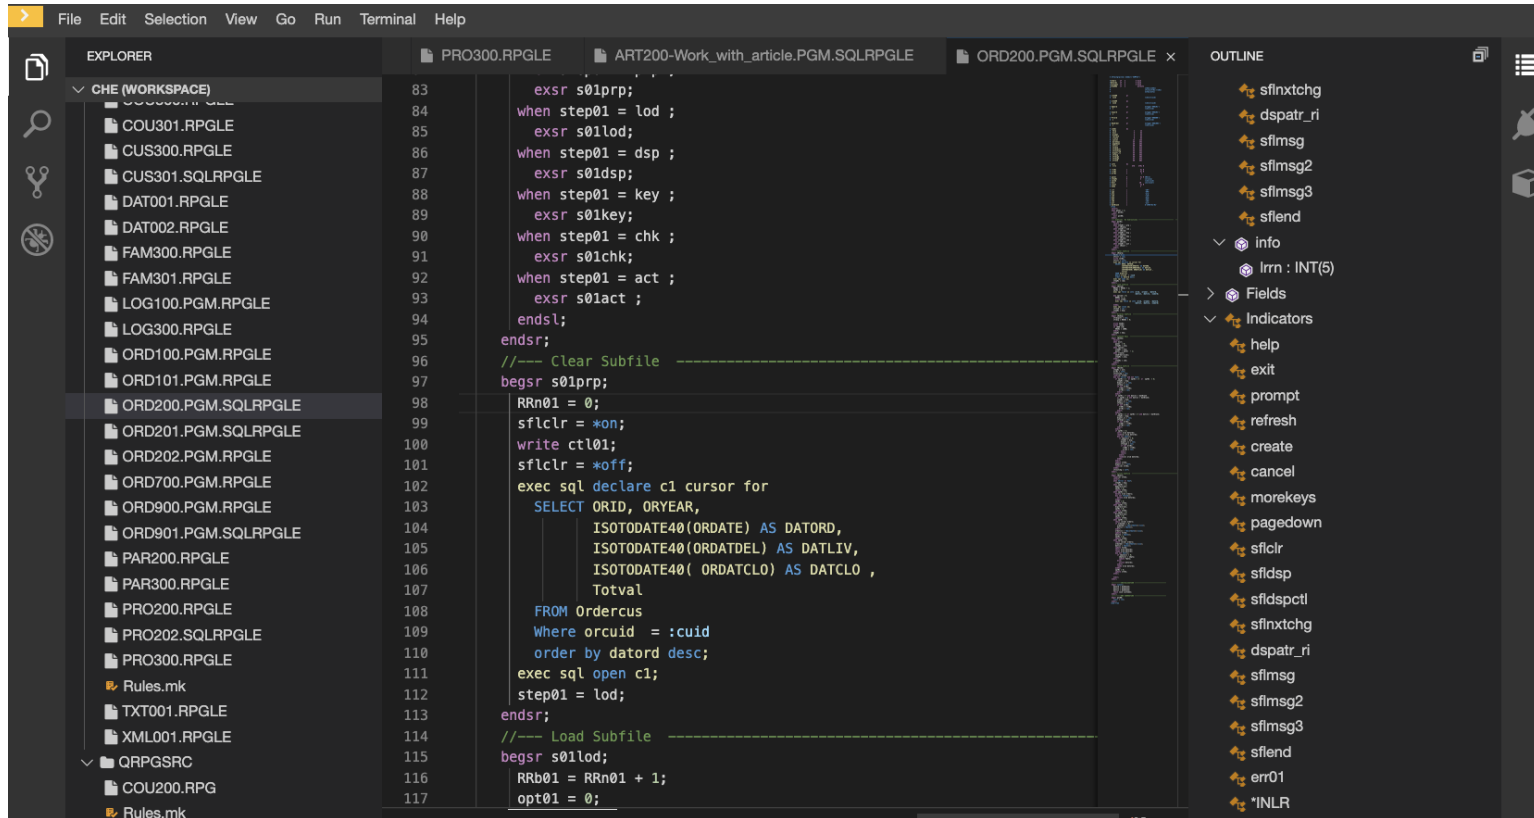 File Edit Selection View Go Run Terminal Help
EXPLORER
CHE (WORKSPACE)
COU301.RPGLE
CUS300.RPGLE
CUS301.SQLRPGLE
DAT001.RPGLE
DAT002.RPGLE
FAM300.RPGLE
FAM301.RPGLE
LOG100.PGM.RPGLE
LOG300.RPGLE
ORD100.PGM.RPGLE
ORD101.PGM.RPGLE
ORD200.PGM.SQLRPGLE
ORD201.PGM.SQLRPGLE
ORD202.PGM.RPGLE
ORD700.PGM.RPGLE
ORD900.PGM.RPGLE
ORD901.PGM.SQLRPGLE
PAR200.RPGLE
PAR300.RPGLE
PRO200.RPGLE
PRO202.SQLRPGLE
PRO300.RPGLE
Rules.mk
TXT001.RPGLE
XML001.RPGLE
QRPGSRC
COU200.RPG
Rules.mk
PRO300.RPGLE ART200-Work_with_article.PGM.SQLRPGLE ORD200.PGM.SQLRPGLE ×
83 exsr s01prp;
84 when step01 = lod ;
85 exsr s01lod;
86 when step01 = dsp ;
87 exsr s01dsp;
88 when step01 = key ;
89 exsr s01key;
90 when step01 = chk ;
91 exsr s01chk;
92 when step01 = act ;
93 exsr s01act ;
94 endsl;
95 endsr;
96 //--- Clear Subfile ----------------------------------------------------
97 begsr s01prp;
98 RRn01 = 0;
99 sflclr = *on;
100 write ctl01;
101 sflclr = *off;
102 exec sql declare c1 cursor for
103 SELECT ORID, ORYEAR,
104 ISOTODATE40(ORDATE) AS DATORD,
105 ISOTODATE40(ORDATDEL) AS DATLIV,
106 ISOTODATE40( ORDATCLO) AS DATCLO ,
107 Totval
108 FROM Ordercus
109 Where orcuid  = :cuid
110 order by datord desc;
111 exec sql open c1;
112 step01 = lod;
113 endsr;
114 //--- Load Subfile ----------------------------------------------------
115 begsr s01lod;
116 RRb01 = RRn01 + 1;
117 opt01 = 0;
OUTLINE
sflnxtchg
dspatr_ri
sflmsg
sflmsg2
sflmsg3
sflend
info
lrrn : INT(5)
Fields
Indicators
help
exit
prompt
refresh
create
cancel
morekeys
pagedown
sflclr
sfldsp
sfldspctl
sflnxtchg
dspatr_ri
sflmsg
sflmsg2
sflmsg3
sflend
err01
*INLR